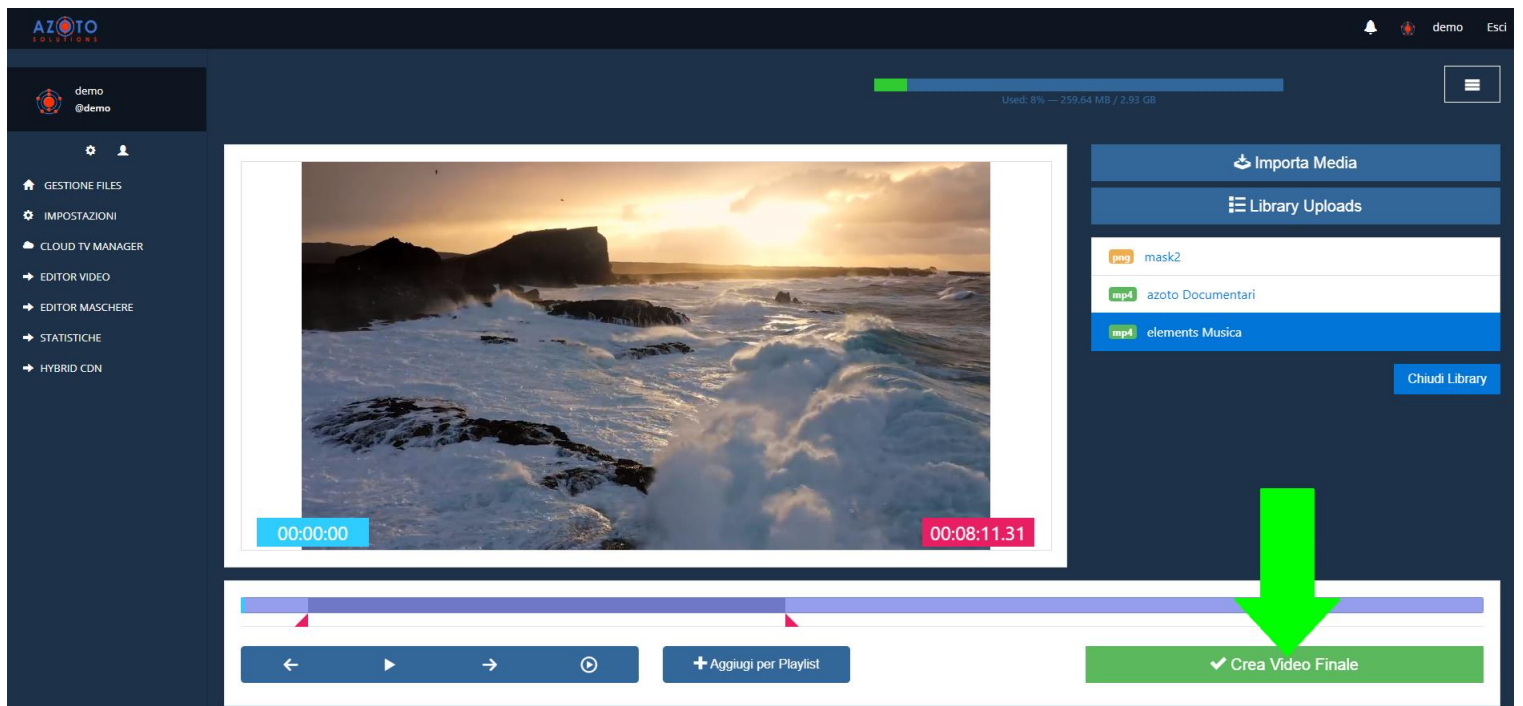 AZOTO
SOLUTIONS
demo
Esci
demo
@demo
Used: 8% — 259.64 MB / 2.93 GB
GESTIONE FILES
IMPOSTAZIONI
CLOUD TV MANAGER
EDITOR VIDEO
EDITOR MASCHERE
STATISTICHE
HYBRID CDN
00:00:00
00:08:11.31
Importa Media
Library Uploads
png mask2
mp4 azoto Documentari
mp4 elements Musica
Chiudi Library
Aggiugi per Playlist
Crea Video Finale